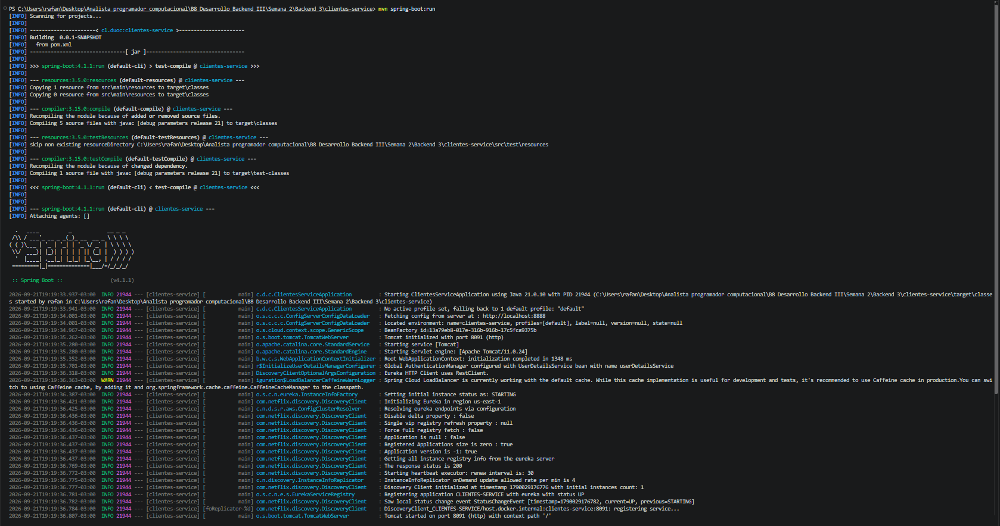 PS C:\Users\rafan\Desktop\Analista programador computacional\B8 Desarrollo Backend III\Semana 2\Backend 3\clientes-service> mvn spring-boot:run
[INFO] Scanning for projects...
[INFO]
[INFO] ----------------------< cl.duoc:clientes-service >----------------------
[INFO] Building  0.0.1-SNAPSHOT
[INFO]   from pom.xml
[INFO] --------------------------------[ jar ]---------------------------------
[INFO]
[INFO] >>> spring-boot:4.1.1:run (default-cli) > test-compile @ clientes-service >>>
[INFO]
[INFO] --- resources:3.5.0:resources (default-resources) @ clientes-service ---
[INFO] Copying 1 resource from src\main\resources to target\classes
[INFO] Copying 0 resource from src\main\resources to target\classes
[INFO]
[INFO] --- compiler:3.15.0:compile (default-compile) @ clientes-service ---
[INFO] Recompiling the module because of added or removed source files.
[INFO] Compiling 5 source files with javac [debug parameters release 21] to target\classes
[INFO]
[INFO] --- resources:3.5.0:testResources (default-testResources) @ clientes-service ---
[INFO] skip non existing resourceDirectory C:\Users\rafan\Desktop\Analista programador computacional\B8 Desarrollo Backend III\Semana 2\Backend 3\clientes-service\src\test\resources
[INFO]
[INFO] --- compiler:3.15.0:testCompile (default-testCompile) @ clientes-service ---
[INFO] Recompiling the module because of changed dependency.
[INFO] Compiling 1 source file with javac [debug parameters release 21] to target\test-classes
[INFO]
[INFO] <<< spring-boot:4.1.1:run (default-cli) < test-compile @ clientes-service <<<
[INFO]
[INFO]
[INFO] --- spring-boot:4.1.1:run (default-cli) @ clientes-service ---
[INFO] Attaching agents: []
:: Spring Boot ::                (v4.1.1)
2026-09-21T19:19:33.937-03:00  INFO 21944 --- [clientes-service] [           main] c.d.c.ClientesServiceApplication         : Starting ClientesServiceApplication using Java 21.0.10 with PID 21944 (C:\Users\rafan\Desktop\Analista programador computacional\B8 Desarrollo Backend III\Semana 2\Backend 3\clientes-service\target\classe
s started by rafan in C:\Users\rafan\Desktop\Analista programador computacional\B8 Desarrollo Backend III\Semana 2\Backend 3\clientes-service)
2026-09-21T19:19:33.941-03:00  INFO 21944 --- [clientes-service] [           main] c.d.c.ClientesServiceApplication         : No active profile set, falling back to 1 default profile: "default"
2026-09-21T19:19:34.001-03:00  INFO 21944 --- [clientes-service] [           main] o.s.c.c.c.ConfigServerConfigDataLoader   : Fetching config from server at : http://localhost:8888
2026-09-21T19:19:34.001-03:00  INFO 21944 --- [clientes-service] [           main] o.s.c.c.c.ConfigServerConfigDataLoader   : Located environment: name=clientes-service, profiles=[default], label=null, version=null, state=null
2026-09-21T19:19:34.967-03:00  INFO 21944 --- [clientes-service] [           main] o.s.cloud.context.scope.GenericScope     : BeanFactory id=13a79eb8-017e-316b-916b-17c5fca9375b
2026-09-21T19:19:35.262-03:00  INFO 21944 --- [clientes-service] [           main] o.s.boot.tomcat.TomcatWebServer          : Tomcat initialized with port 8091 (http)
2026-09-21T19:19:35.280-03:00  INFO 21944 --- [clientes-service] [           main] o.apache.catalina.core.StandardService   : Starting service [Tomcat]
2026-09-21T19:19:35.280-03:00  INFO 21944 --- [clientes-service] [           main] o.apache.catalina.core.StandardEngine    : Starting Servlet engine: [Apache Tomcat/11.0.24]
2026-09-21T19:19:35.352-03:00  INFO 21944 --- [clientes-service] [           main] b.w.c.s.WebApplicationContextInitializer : Root WebApplicationContext: initialization completed in 1348 ms
2026-09-21T19:19:35.701-03:00  INFO 21944 --- [clientes-service] [           main] r$InitializeUserDetailsManagerConfigurer : Global AuthenticationManager configured with UserDetailsService bean with name userDetailsService
2026-09-21T19:19:36.318-03:00  INFO 21944 --- [clientes-service] [           main] DiscoveryClientOptionalArgsConfiguration : Eureka HTTP Client uses RestClient.
2026-09-21T19:19:36.363-03:00  WARN 21944 --- [clientes-service] [           main] iguration$LoadBalancerCaffeineWarnLogger : Spring Cloud LoadBalancer is currently working with the default cache. While this cache implementation is useful for development and tests, it's recommended to use Caffeine cache in production.You can swi
tch to using Caffeine cache, by adding it and org.springframework.cache.caffeine.CaffeineCacheManager to the classpath.
2026-09-21T19:19:36.387-03:00  INFO 21944 --- [clientes-service] [           main] o.s.c.n.eureka.InstanceInfoFactory       : Setting initial instance status as: STARTING
2026-09-21T19:19:36.421-03:00  INFO 21944 --- [clientes-service] [           main] com.netflix.discovery.DiscoveryClient    : Initializing Eureka in region us-east-1
2026-09-21T19:19:36.425-03:00  INFO 21944 --- [clientes-service] [           main] c.n.d.s.r.aws.ConfigClusterResolver      : Resolving eureka endpoints via configuration
2026-09-21T19:19:36.436-03:00  INFO 21944 --- [clientes-service] [           main] com.netflix.discovery.DiscoveryClient    : Disable delta property : false
2026-09-21T19:19:36.436-03:00  INFO 21944 --- [clientes-service] [           main] com.netflix.discovery.DiscoveryClient    : Single vip registry refresh property : null
2026-09-21T19:19:36.436-03:00  INFO 21944 --- [clientes-service] [           main] com.netflix.discovery.DiscoveryClient    : Force full registry fetch : false
2026-09-21T19:19:36.437-03:00  INFO 21944 --- [clientes-service] [           main] com.netflix.discovery.DiscoveryClient    : Application is null : false
2026-09-21T19:19:36.437-03:00  INFO 21944 --- [clientes-service] [           main] com.netflix.discovery.DiscoveryClient    : Registered Applications size is zero : true
2026-09-21T19:19:36.437-03:00  INFO 21944 --- [clientes-service] [           main] com.netflix.discovery.DiscoveryClient    : Application version is -1: true
2026-09-21T19:19:36.437-03:00  INFO 21944 --- [clientes-service] [           main] com.netflix.discovery.DiscoveryClient    : Getting all instance registry info from the eureka server
2026-09-21T19:19:36.769-03:00  INFO 21944 --- [clientes-service] [           main] com.netflix.discovery.DiscoveryClient    : The response status is 200
2026-09-21T19:19:36.772-03:00  INFO 21944 --- [clientes-service] [           main] com.netflix.discovery.DiscoveryClient    : Starting heartbeat executor: renew interval is: 30
2026-09-21T19:19:36.775-03:00  INFO 21944 --- [clientes-service] [           main] c.n.discovery.InstanceInfoReplicator     : InstanceInfoReplicator onDemand update allowed rate per min is 4
2026-09-21T19:19:36.777-03:00  INFO 21944 --- [clientes-service] [           main] com.netflix.discovery.DiscoveryClient    : Discovery Client initialized at timestamp 1790029176776 with initial instances count: 1
2026-09-21T19:19:36.781-03:00  INFO 21944 --- [clientes-service] [           main] o.s.c.n.e.s.EurekaServiceRegistry        : Registering application CLIENTES-SERVICE with eureka with status UP
2026-09-21T19:19:36.782-03:00  INFO 21944 --- [clientes-service] [           main] com.netflix.discovery.DiscoveryClient    : Saw local status change event StatusChangeEvent [timestamp=1790029176782, current=UP, previous=STARTING]
2026-09-21T19:19:36.784-03:00  INFO 21944 --- [clientes-service] [foReplicator-%d] com.netflix.discovery.DiscoveryClient    : DiscoveryClient_CLIENTES-SERVICE/host.docker.internal:clientes-service:8091: registering service...
2026-09-21T19:19:36.807-03:00  INFO 21944 --- [clientes-service] [           main] o.s.boot.tomcat.TomcatWebServer          : Tomcat started on port 8091 (http) with context path '/'